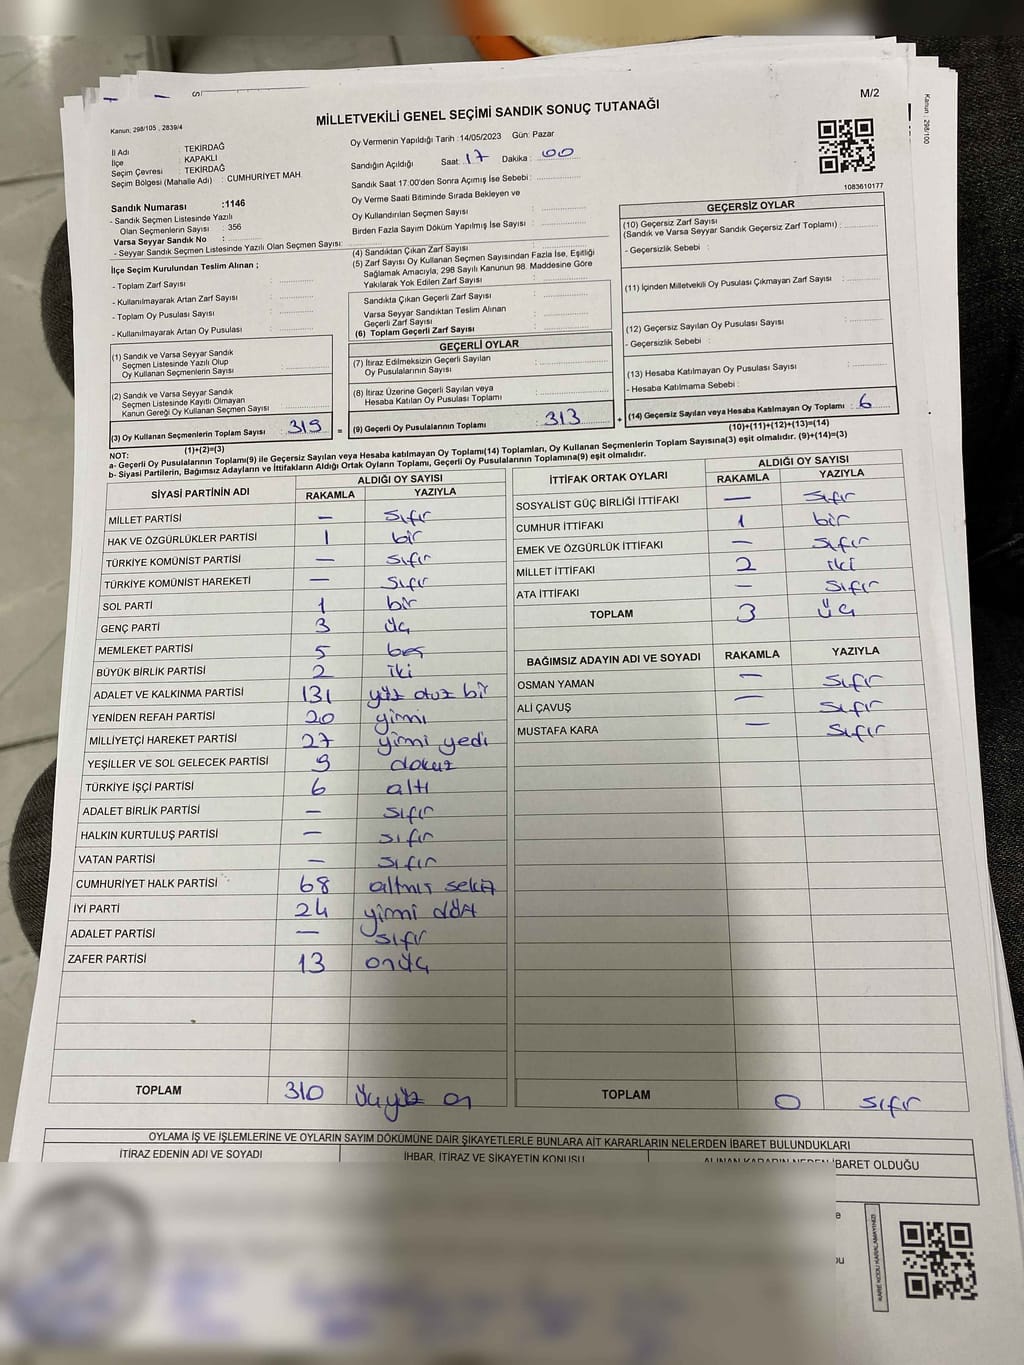 M/2
MİLLETVEKİLİ GENEL SEÇİMİ SANDIK SONUÇ TUTANAĞI
Kanun: 298/105 , 2839/4
Kanun: 298/100
İl Adı : TEKİRDAĞ
İlçe : KAPAKLI
Seçim Çevresi : TEKİRDAĞ
Seçim Bölgesi (Mahalle Adı) : CUMHURİYET MAH.
Oy Vermenin Yapıldığı Tarih :14/05/2023 Gün: Pazar
Sandığın Açıldığı Saat: 17 Dakika : 00
Sandık Saat 17:00'den Sonra Açımış İse Sebebi :
Oy Verme Saati Bitiminde Sırada Bekleyen ve
Oy Kullandırılan Seçmen Sayısı :
Birden Fazla Sayım Döküm Yapılmış İse Sayısı :
1083610177
Sandık Numarası :1146
- Sandık Seçmen Listesinde Yazılı
Olan Seçmenlerin Sayısı : 356
Varsa Seyyar Sandık No :
- Seyyar Sandık Seçmen Listesinde Yazılı Olan Seçmen Sayısı:
İlçe Seçim Kurulundan Teslim Alınan ;
- Toplam Zarf Sayısı :
- Kullanılmayarak Artan Zarf Sayısı :
- Toplam Oy Pusulası Sayısı :
- Kullanılmayarak Artan Oy Pusulası :
(4) Sandıktan Çıkan Zarf Sayısı :
(5) Zarf Sayısı Oy Kullanan Seçmen Sayısından Fazla İse, Eşitliği
Sağlamak Amacıyla, 298 Sayılı Kanunun 98. Maddesine Göre
Yakılarak Yok Edilen Zarf Sayısı :
Sandıkta Çıkan Geçerli Zarf Sayısı :
Varsa Seyyar Sandıktan Teslim Alınan
Geçerli Zarf Sayısı :
(6) Toplam Geçerli Zarf Sayısı :
GEÇERSİZ OYLAR
(10) Geçersiz Zarf Sayısı
(Sandık ve Varsa Seyyar Sandık Geçersiz Zarf Toplamı) :
- Geçersizlik Sebebi :
(11) İçinden Milletvekili Oy Pusulası Çıkmayan Zarf Sayısı :
(12) Geçersiz Sayılan Oy Pusulası Sayısı :
- Geçersizlik Sebebi :
(13) Hesaba Katılmayan Oy Pusulası Sayısı :
- Hesaba Katılmama Sebebi :
(14) Geçersiz Sayılan veya Hesaba Katılmayan Oy Toplamı : 6
(10)+(11)+(12)+(13)=(14)
(1) Sandık ve Varsa Seyyar Sandık
Seçmen Listesinde Yazılı Olup
Oy Kullanan Seçmenlerin Sayısı :
(2) Sandık ve Varsa Seyyar Sandık
Seçmen Listesinde Kayıtlı Olmayan
Kanun Gereği Oy Kullanan Seçmen Sayısı :
(3) Oy Kullanan Seçmenlerin Toplam Sayısı : 319 =
(1)+(2)=(3)
GEÇERLİ OYLAR
(7) İtiraz Edilmeksizin Geçerli Sayılan
Oy Pusulalarının Sayısı :
(8) İtiraz Üzerine Geçerli Sayılan veya
Hesaba Katılan Oy Pusulası Toplamı :
(9) Geçerli Oy Pusulalarının Toplamı : 313 +
NOT:
a- Geçerli Oy Pusulalarının Toplamı(9) ile Geçersiz Sayılan veya Hesaba katılmayan Oy Toplamı(14) Toplamları, Oy Kullanan Seçmenlerin Toplam Sayısına(3) eşit olmalıdır. (9)+(14)=(3)
b- Siyasi Partilerin, Bağımsız Adayların ve İttifakların Aldığı Ortak Oyların Toplamı, Geçerli Oy Pusulalarının Toplamına(9) eşit olmalıdır.
SİYASİ PARTİNİN ADI ALDIĞI OY SAYISI
RAKAMLA YAZIYLA
MİLLET PARTİSİ — sıfır
HAK VE ÖZGÜRLÜKLER PARTİSİ 1 bir
TÜRKİYE KOMÜNİST PARTİSİ — sıfır
TÜRKİYE KOMÜNİST HAREKETİ — sıfır
SOL PARTİ 1 bir
GENÇ PARTİ 3 üç
MEMLEKET PARTİSİ 5 beş
BÜYÜK BİRLİK PARTİSİ 2 iki
ADALET VE KALKINMA PARTİSİ 131 yüz otuz bir
YENİDEN REFAH PARTİSİ 20 yirmi
MİLLİYETÇİ HAREKET PARTİSİ 27 yirmi yedi
YEŞİLLER VE SOL GELECEK PARTİSİ 9 dokuz
TÜRKİYE İŞÇİ PARTİSİ 6 altı
ADALET BİRLİK PARTİSİ — sıfır
HALKIN KURTULUŞ PARTİSİ — sıfır
VATAN PARTİSİ — sıfır
CUMHURİYET HALK PARTİSİ 68 altmış sekiz
İYİ PARTİ 24 yirmi dört
ADALET PARTİSİ — sıfır
ZAFER PARTİSİ 13 onüç
TOPLAM 310 üçyüz on
İTTİFAK ORTAK OYLARI ALDIĞI OY SAYISI
RAKAMLA YAZIYLA
SOSYALİST GÜÇ BİRLİĞİ İTTİFAKI — sıfır
CUMHUR İTTİFAKI 1 bir
EMEK VE ÖZGÜRLÜK İTTİFAKI — sıfır
MİLLET İTTİFAKI 2 iki
ATA İTTİFAKI — sıfır
TOPLAM 3 üç
BAĞIMSIZ ADAYIN ADI VE SOYADI RAKAMLA YAZIYLA
OSMAN YAMAN — sıfır
ALİ ÇAVUŞ — sıfır
MUSTAFA KARA — sıfır
TOPLAM 0 sıfır
OYLAMA İŞ VE İŞLEMLERİNE VE OYLARIN SAYIM DÖKÜMÜNE DAİR ŞİKAYETLERLE BUNLARA AİT KARARLARIN NELERDEN İBARET BULUNDUKLARI
İTİRAZ EDENİN ADI VE SOYADI İHBAR, İTİRAZ VE ŞİKAYETİN KONUSU ALINAN KARARIN NEDEN İBARET OLDUĞU
KARE KODU KARALAMAYINIZ!